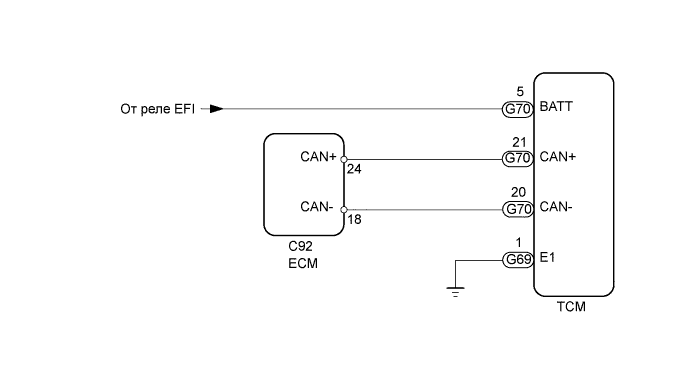 5
От реле EFI
G70
BATT
21
CAN+
24
G70
CAN+
20
CAN-
18
G70
CAN-
C92
ECM
1
G69
E1
TCM